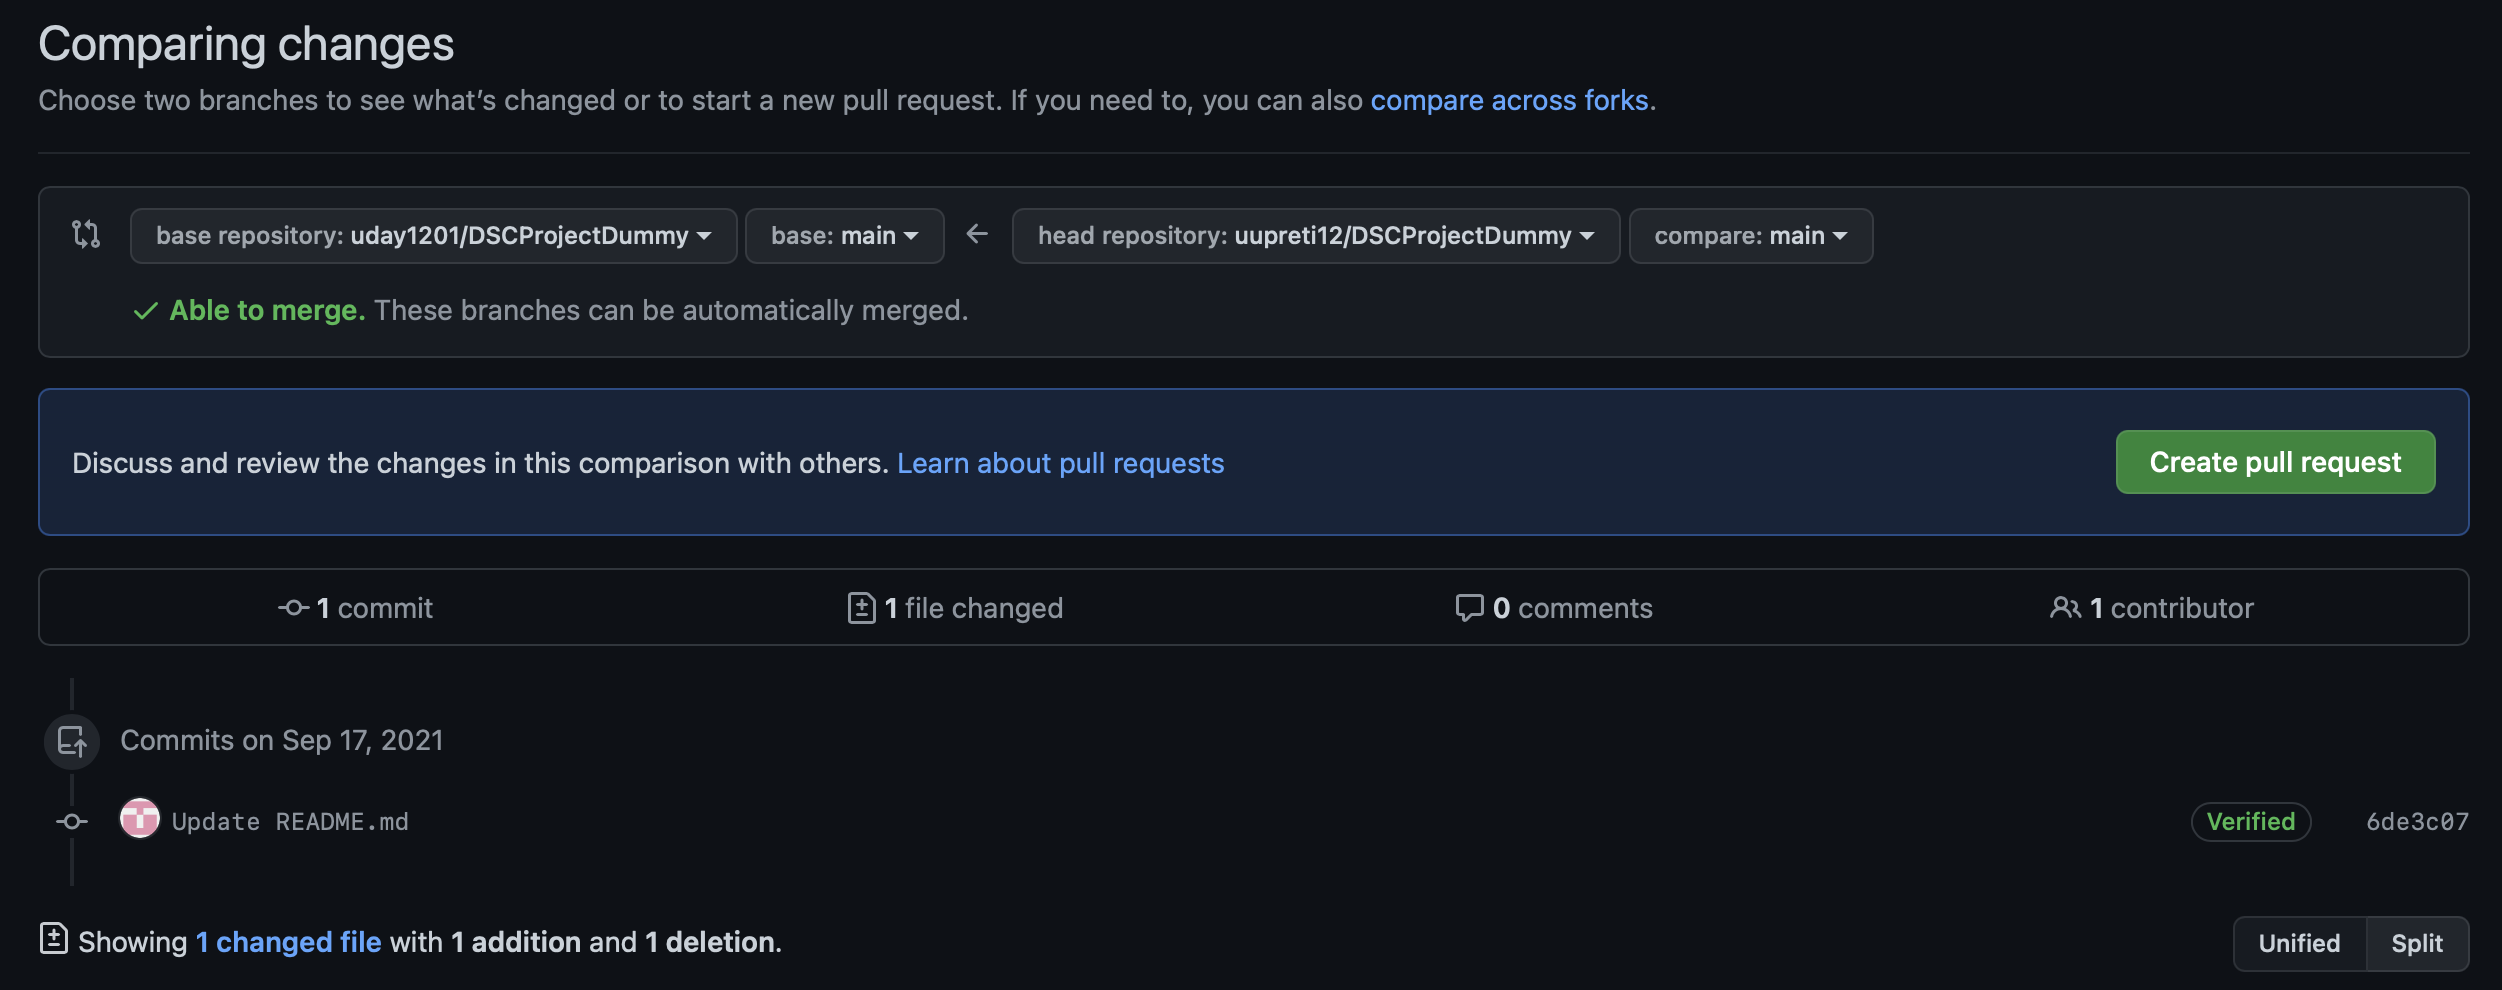 Comparing changes
Choose two branches to see what’s changed or to start a new pull request. If you need to, you can also compare across forks.
base repository: uday1201/DSCProjectDummy base: main head repository: uupreti12/DSCProjectDummy compare: main
Able to merge. These branches can be automatically merged.
Discuss and review the changes in this comparison with others. Learn about pull requests Create pull request
1 commit 1 file changed 0 comments 1 contributor
Commits on Sep 17, 2021
Update README.md Verified 6de3c07
Showing 1 changed file with 1 addition and 1 deletion. Unified Split